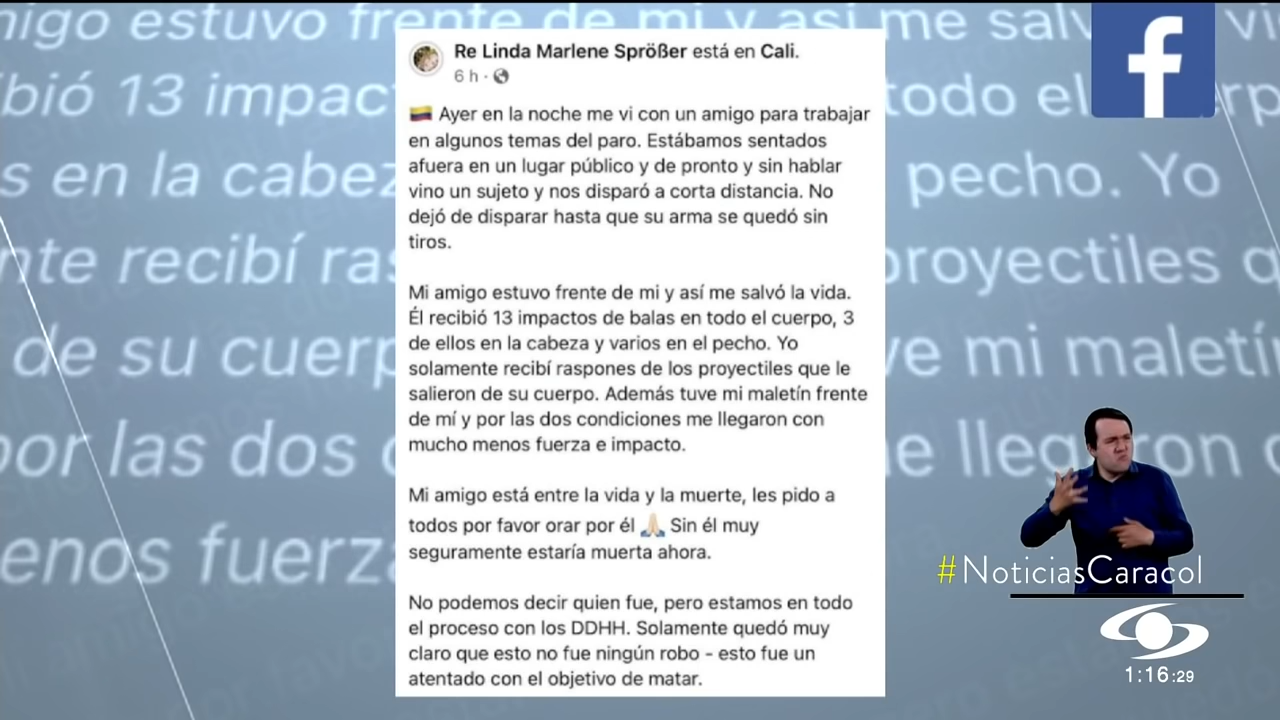 Re Linda Marlene Sprößer está en Cali.
6 h ·
Ayer en la noche me vi con un amigo para trabajar
en algunos temas del paro. Estábamos sentados
afuera en un lugar público y de pronto y sin hablar
vino un sujeto y nos disparó a corta distancia. No
dejó de disparar hasta que su arma se quedó sin
tiros.
Mi amigo estuvo frente de mi y así me salvó la vida.
Él recibió 13 impactos de balas en todo el cuerpo, 3
de ellos en la cabeza y varios en el pecho. Yo
solamente recibí raspones de los proyectiles que le
salieron de su cuerpo. Además tuve mi maletín frente
de mí y por las dos condiciones me llegaron con
mucho menos fuerza e impacto.
Mi amigo está entre la vida y la muerte, les pido a
todos por favor orar por él 🙏🏻 Sin él muy
seguramente estaría muerta ahora.
No podemos decir quien fue, pero estamos en todo
el proceso con los DDHH. Solamente quedó muy
claro que esto no fue ningún robo - esto fue un
atentado con el objetivo de matar.
#NoticiasCaracol
1:16:29